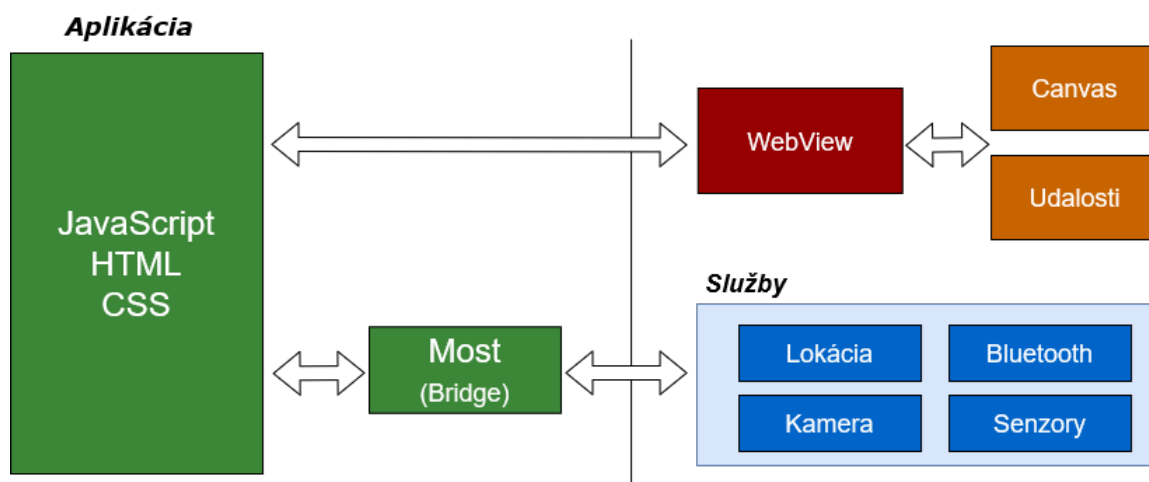 Aplikácia
JavaScript
HTML
CSS
Most
(Bridge)
WebView
Canvas
Udalosti
Služby
Lokácia
Bluetooth
Kamera
Senzory